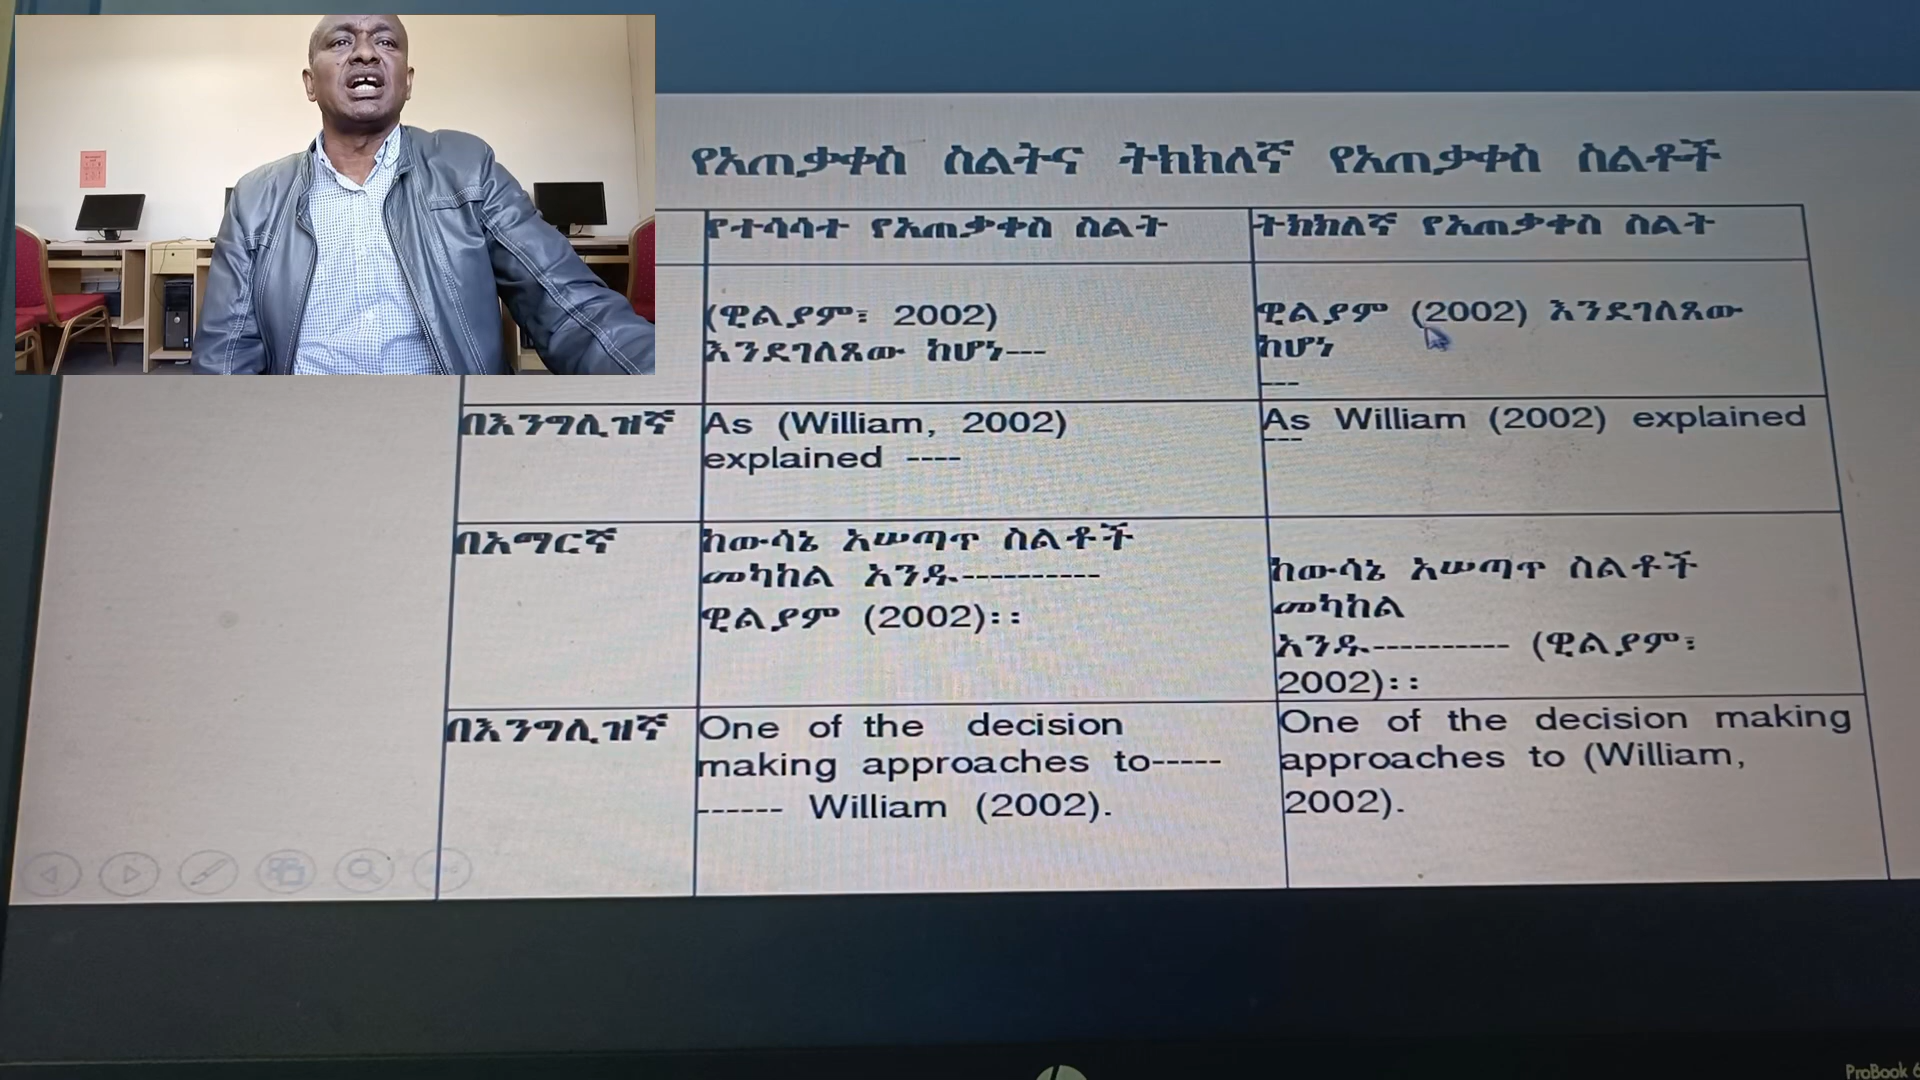 የአጠቃቀስ ስልትና ትክክለኛ የአጠቃቀስ ስልቶች
የተሳሳተ የአጠቃቀስ ስልት
ትክክለኛ የአጠቃቀስ ስልት
(ዊልያም፣ 2002)
እንደገለጸው ከሆነ---
ዊልያም (2002) እንደገለጸው
ከሆነ
---
በእንግሊዝኛ
As (William, 2002)
explained ----
As William (2002) explained
---
በአማርኛ
ከውሳኔ አሠጣጥ ስልቶች
መካከል አንዱ-----------
ዊልያም (2002)፡፡
ከውሳኔ አሠጣጥ ስልቶች
መካከል
አንዱ---------- (ዊልያም፣
2002)፡፡
በእንግሊዝኛ
One of the decision
making approaches to-----
------ William (2002).
One of the decision making
approaches to (William,
2002).
ProBook